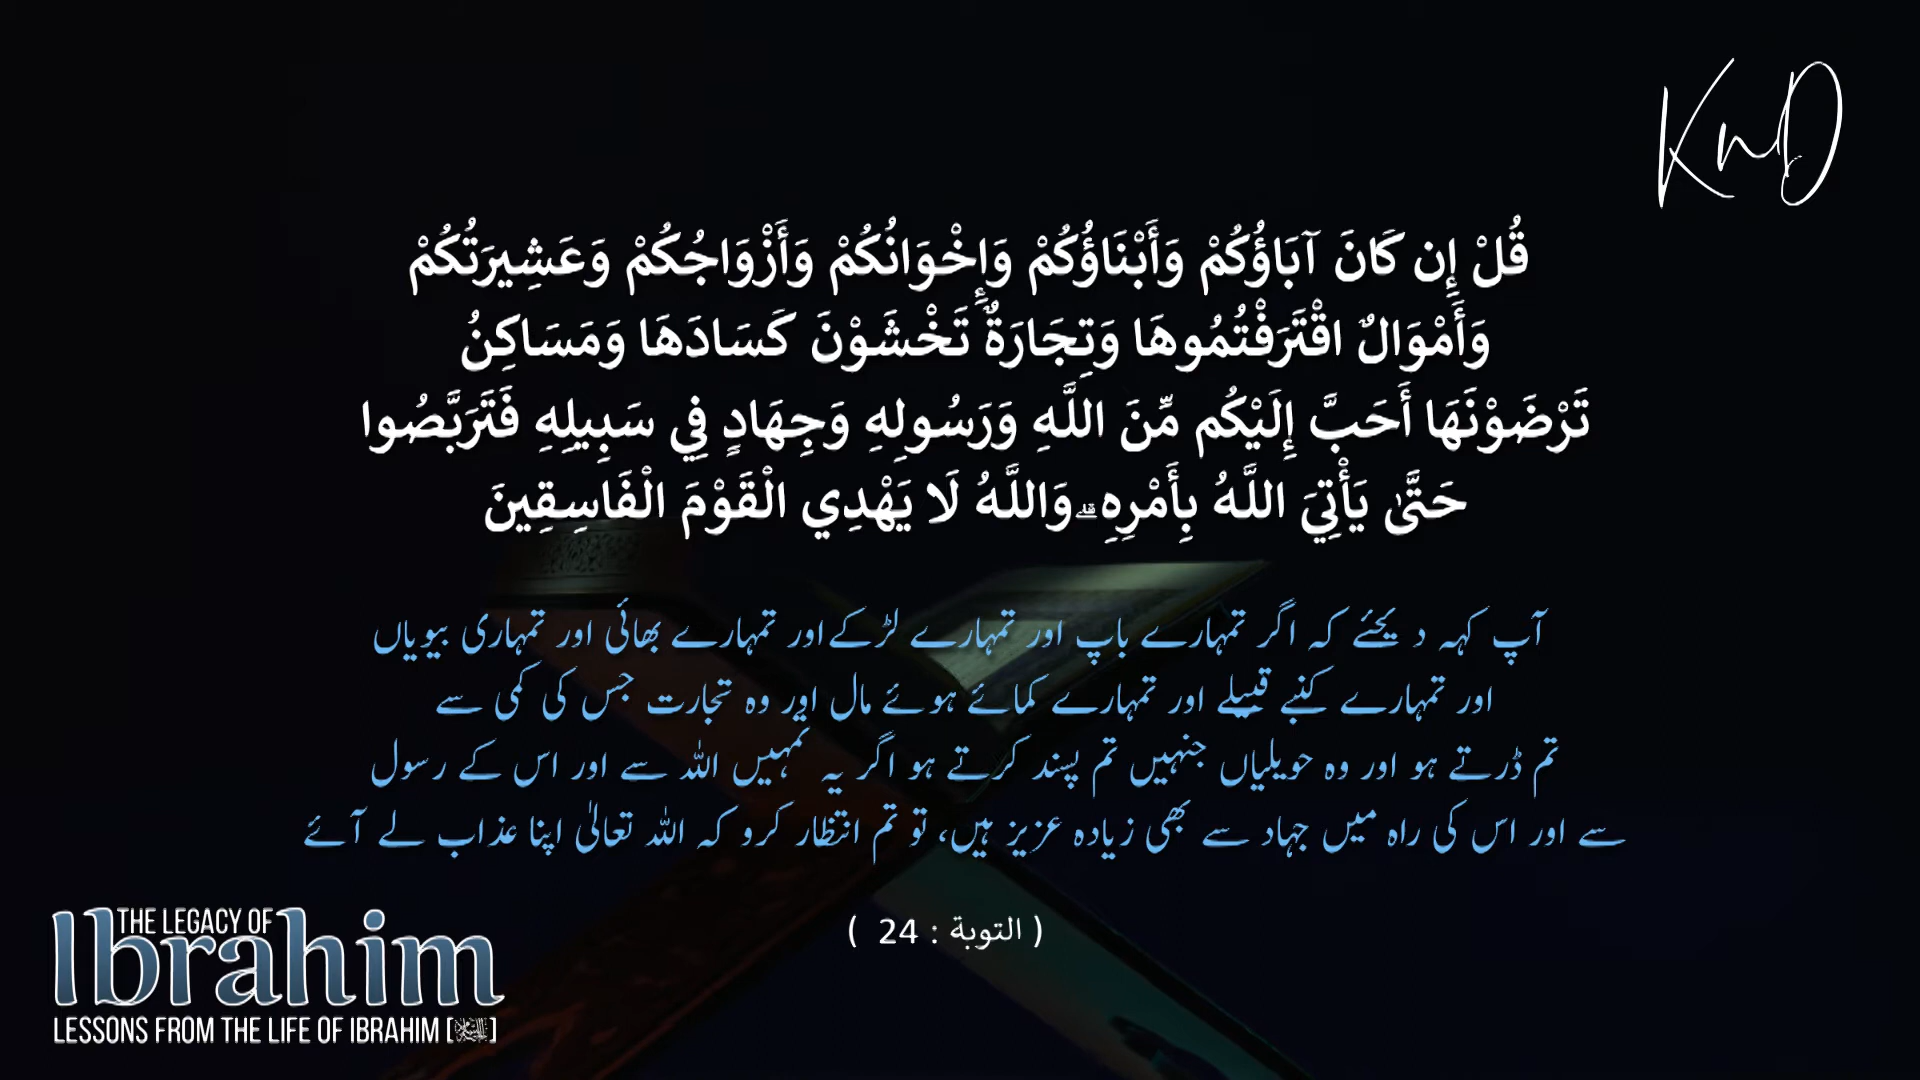 KnD
قُلْ إِن كَانَ آبَاؤُكُمْ وَأَبْنَاؤُكُمْ وَإِخْوَانُكُمْ وَأَزْوَاجُكُمْ وَعَشِيرَتُكُمْ
وَأَمْوَالٌ اقْتَرَفْتُمُوهَا وَتِجَارَةٌ تَخْشَوْنَ كَسَادَهَا وَمَسَاكِنُ
تَرْضَوْنَهَا أَحَبَّ إِلَيْكُم مِّنَ اللَّهِ وَرَسُولِهِ وَجِهَادٍ فِي سَبِيلِهِ فَتَرَبَّصُوا
حَتَّىٰ يَأْتِيَ اللَّهُ بِأَمْرِهِ ۗ وَاللَّهُ لَا يَهْدِي الْقَوْمَ الْفَاسِقِينَ
آپ کہہ دیجئے کہ اگر تمہارے باپ اور تمہارے لڑکے اور تمہارے بھائی اور تمہاری بیویاں
اور تمہارے کنبے قبیلے اور تمہارے کمائے ہوئے مال اور وه تجارت جس کی کمی سے
تم ڈرتے ہو اور وه حویلیاں جنہیں تم پسند کرتے ہو اگر یہ تمہیں اللہ سے اور اس کے رسول
سے اور اس کی راہ میں جہاد سے بھی زیاده عزیز ہیں، تو تم انتظار کرو کہ اللہ تعالیٰ اپنا عذاب لے آئے
( التوبة : 24 )
THE LEGACY OF
Ibrahim
LESSONS FROM THE LIFE OF IBRAHIM [عليه السلام]